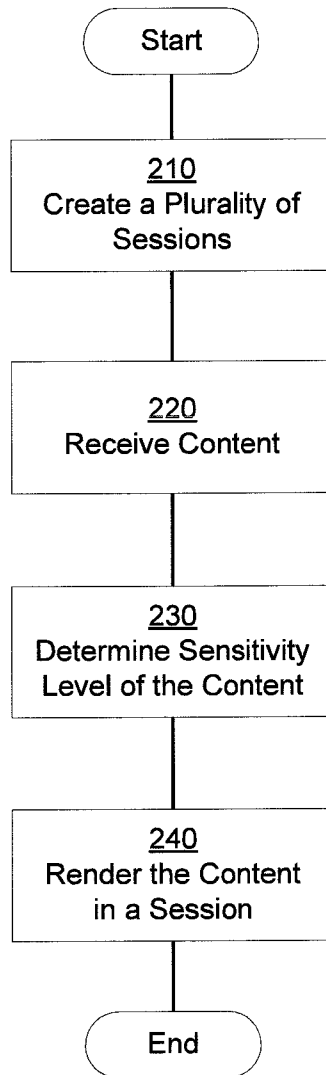 Start
210
Create a Plurality of
Sessions
220
Receive Content
230
Determine Sensitivity
Level of the Content
240
Render the Content
in a Session
End